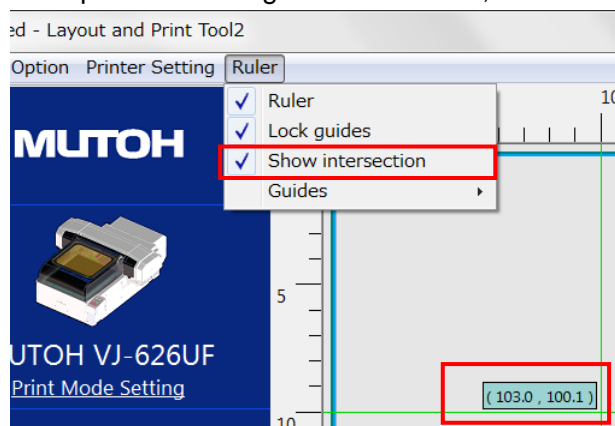 ed - Layout and Print Tool2
Option Printer Setting Ruler
Ruler
Lock guides
Show intersection
Guides
MUTOH
5
UTOH VJ-626UF
Print Mode Setting
( 103.0 , 100.1 )
10